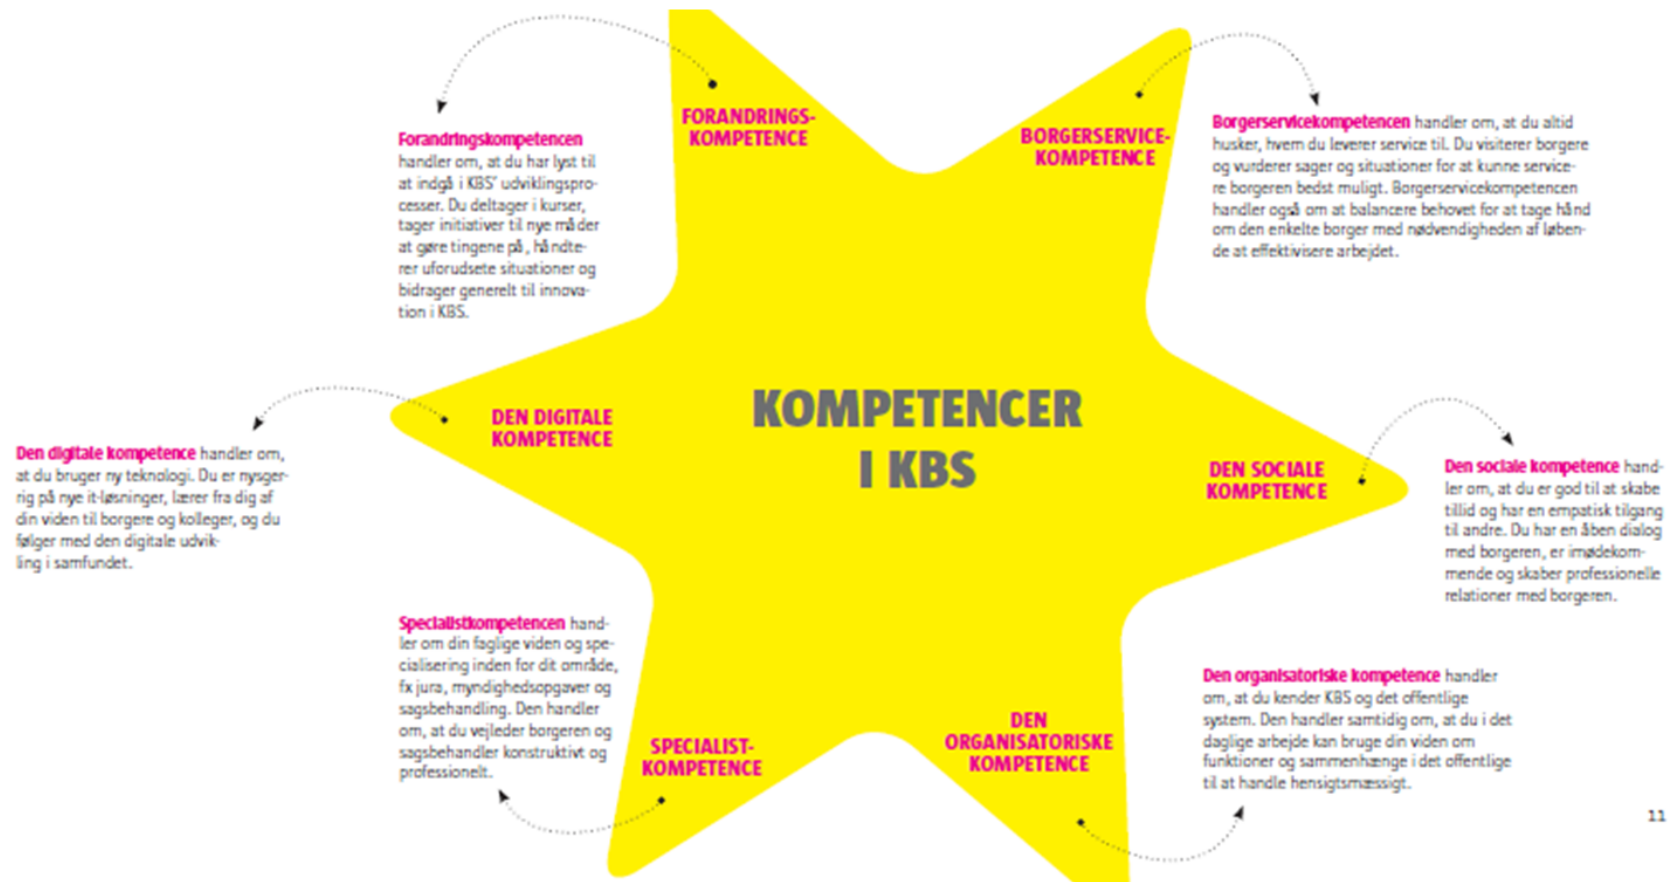 FORANDRINGS-
KOMPETENCE
Forandringskompetencen
handler om, at du har lyst til
at indgå i KBS’ udviklingspro-
cesser. Du deltager i kurser,
tager initiativer til nye måder
at gøre tingene på, håndte-
rer uforudsete situationer og
bidrager generelt til innova-
tion i KBS.
BORGERSERVICE-
KOMPETENCE
Borgerservicekompetencen handler om, at du altid
husker, hvem du leverer service til. Du visiterer borgere
og vurderer sager og situationer for at kunne service-
re borgeren bedst muligt. Borgerservicekompetencen
handler også om at balancere behovet for at tage hånd
om den enkelte borger med nødvendigheden af løben-
de at effektivisere arbejdet.
DEN DIGITALE
KOMPETENCE
Den digitale kompetence handler om,
at du bruger ny teknologi. Du er nysger-
rig på nye it-løsninger, lærer fra dig af
din viden til borgere og kolleger, og du
følger med den digitale udvik-
ling i samfundet.
KOMPETENCER
I KBS
DEN SOCIALE
KOMPETENCE
Den sociale kompetence hand-
ler om, at du er god til at skabe
tillid og har en empatisk tilgang
til andre. Du har en åben dialog
med borgeren, er imødekom-
mende og skaber professionelle
relationer med borgeren.
Specialistkompetencen hand-
ler om din faglige viden og spe-
cialisering inden for dit område,
fx jura, myndighedsopgaver og
sagsbehandling. Den handler
om, at du vejleder borgeren og
sagsbehandler konstruktivt og
professionelt.
SPECIALIST-
KOMPETENCE
DEN
ORGANISATORISKE
KOMPETENCE
Den organisatoriske kompetence handler
om, at du kender KBS og det offentlige
system. Den handler samtidig om, at du i det
daglige arbejde kan bruge din viden om
funktioner og sammenhænge i det offentlige
til at handle hensigtsmæssigt.
11